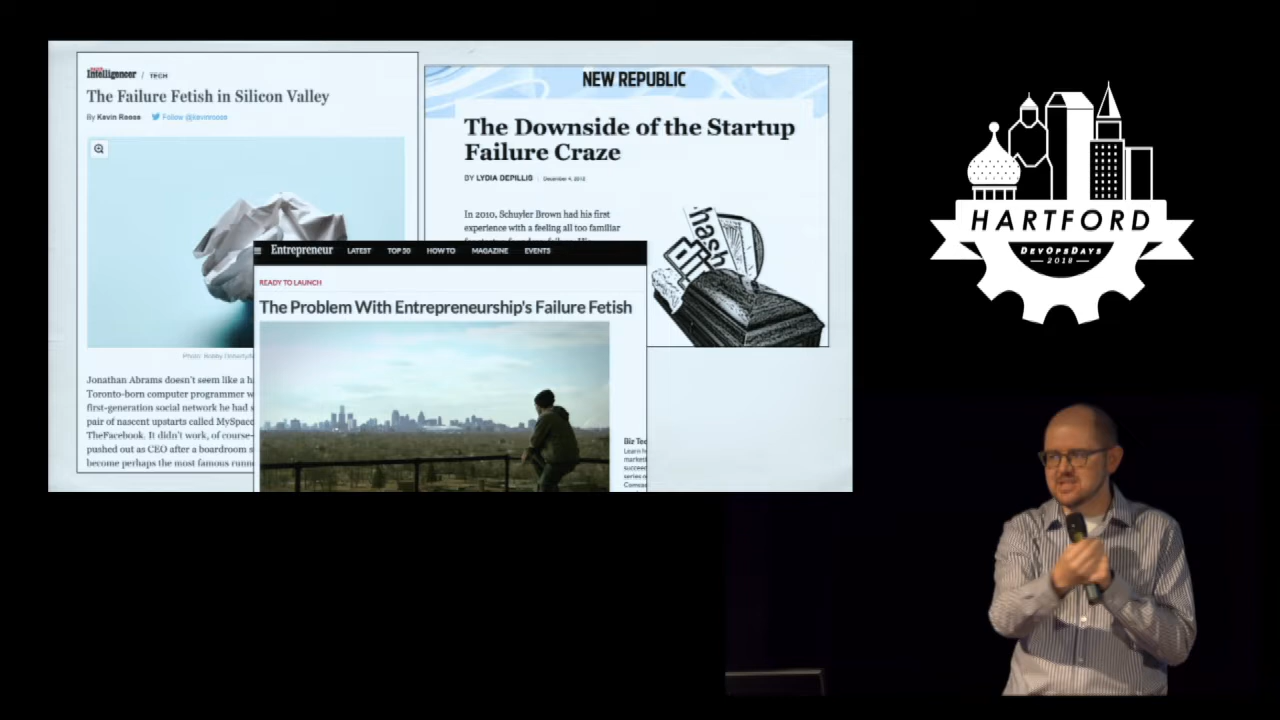 Intelligencer / TECH
The Failure Fetish in Silicon Valley
By Kevin Roose Follow @kevinroose
Jonathan Abrams doesn't seem like a
Toronto-born computer programmer
first-generation social network he had
pair of nascent upstarts called MySpace
TheFacebook. It didn't work, of course—
pushed out as CEO after a boardroom
become perhaps the most famous
NEW REPUBLIC
The Downside of the Startup
Failure Craze
BY LYDIA DEPILLIS December 4, 2012
In 2010, Schuyler Brown had his first
experience with a feeling all too familiar
hash
Entrepreneur LATEST TOP 50 HOW TO MAGAZINE EVENTS
READY TO LAUNCH
The Problem With Entrepreneurship's Failure Fetish
HARTFORD
DEVOPSDAYS
2018